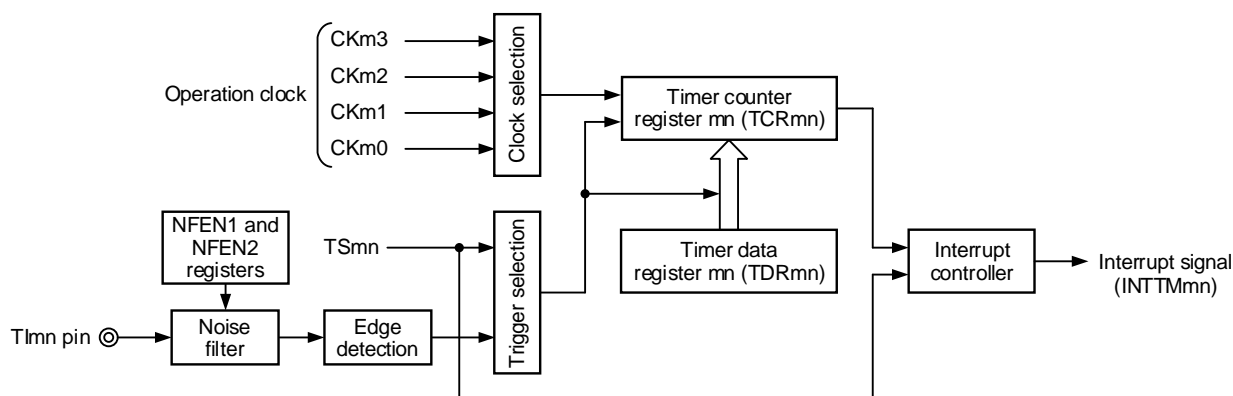 Operation clock
CKm3
CKm2
CKm1
CKm0
Clock selection
Timer counter
register mn (TCRmn)
NFEN1 and
NFEN2
registers
TSmn
Trigger selection
Timer data
register mn (TDRmn)
Interrupt
controller
Interrupt signal
(INTTMmn)
TImn pin
Noise
filter
Edge
detection